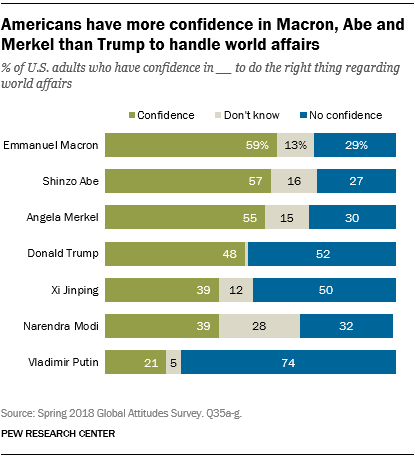 Americans have more confidence in Macron, Abe and
Merkel than Trump to handle world affairs
% of U.S. adults who have confidence in __ to do the right thing regarding
world affairs
Confidence Don't know No confidence
Emmanuel Macron 59% 13% 29%
Shinzo Abe 57 16 27
Angela Merkel 55 15 30
Donald Trump 48 52
Xi Jinping 39 12 50
Narendra Modi 39 28 32
Vladimir Putin 21 5 74
Source: Spring 2018 Global Attitudes Survey. Q35a-g.
PEW RESEARCH CENTER